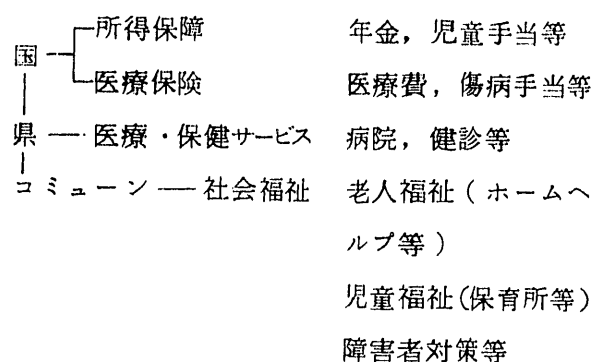 国 所得保障 年金，児童手当等
医療保険 医療費，傷病手当等
県 医療・保健サービス 病院，健診等
コミューン 社会福祉 老人福祉（ホームヘ
ルプ等）
児童福祉(保育所等)
障害者対策等